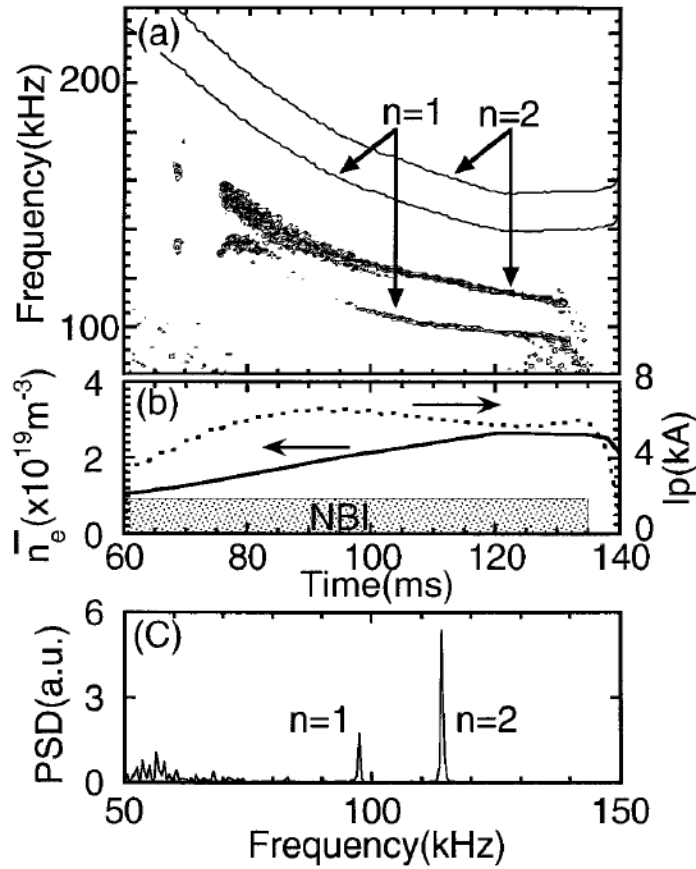 (a)
200
100
Frequency(kHz)
n=1
n=2
(b)
4
2
0
n̅e(x10¹⁹m⁻³)
8
4
0
Ip(kA)
NBI
60
80
100
120
140
Time(ms)
(C)
6
3
0
PSD(a.u.)
n=1
n=2
50
100
150
Frequency(kHz)